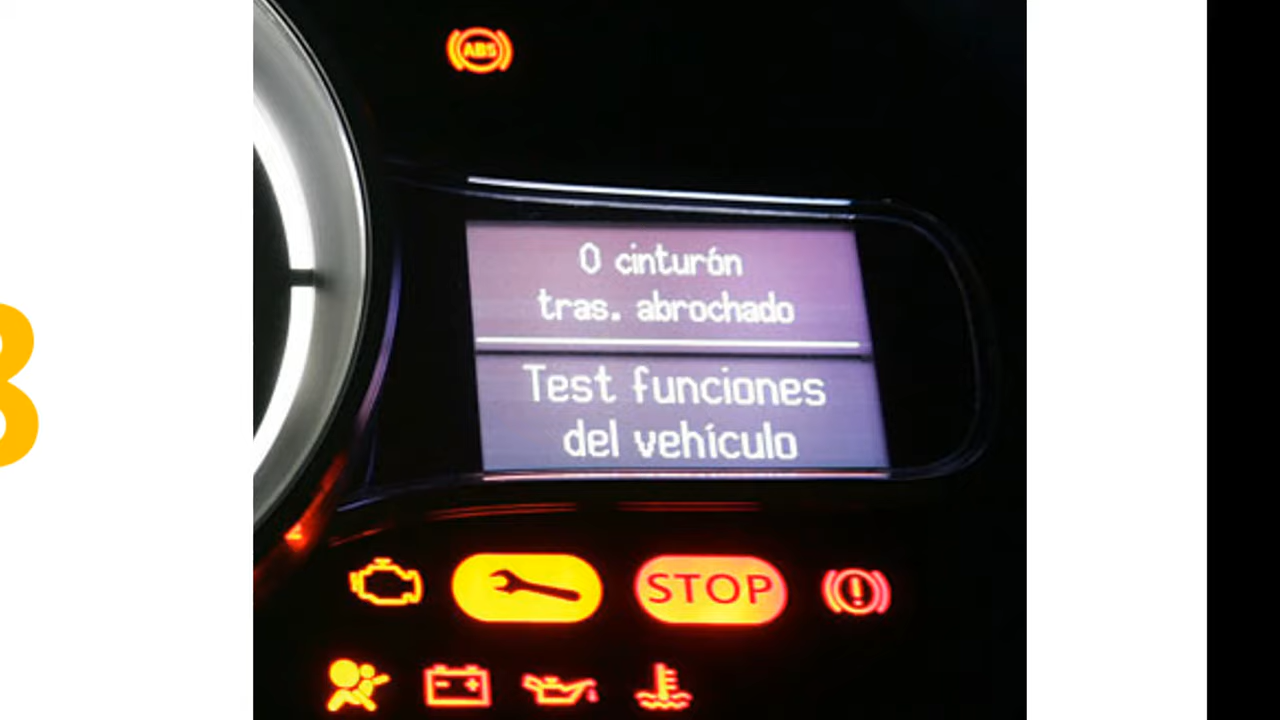 ABS
0 cinturón
tras. abrochado
Test funciones
del vehículo
STOP